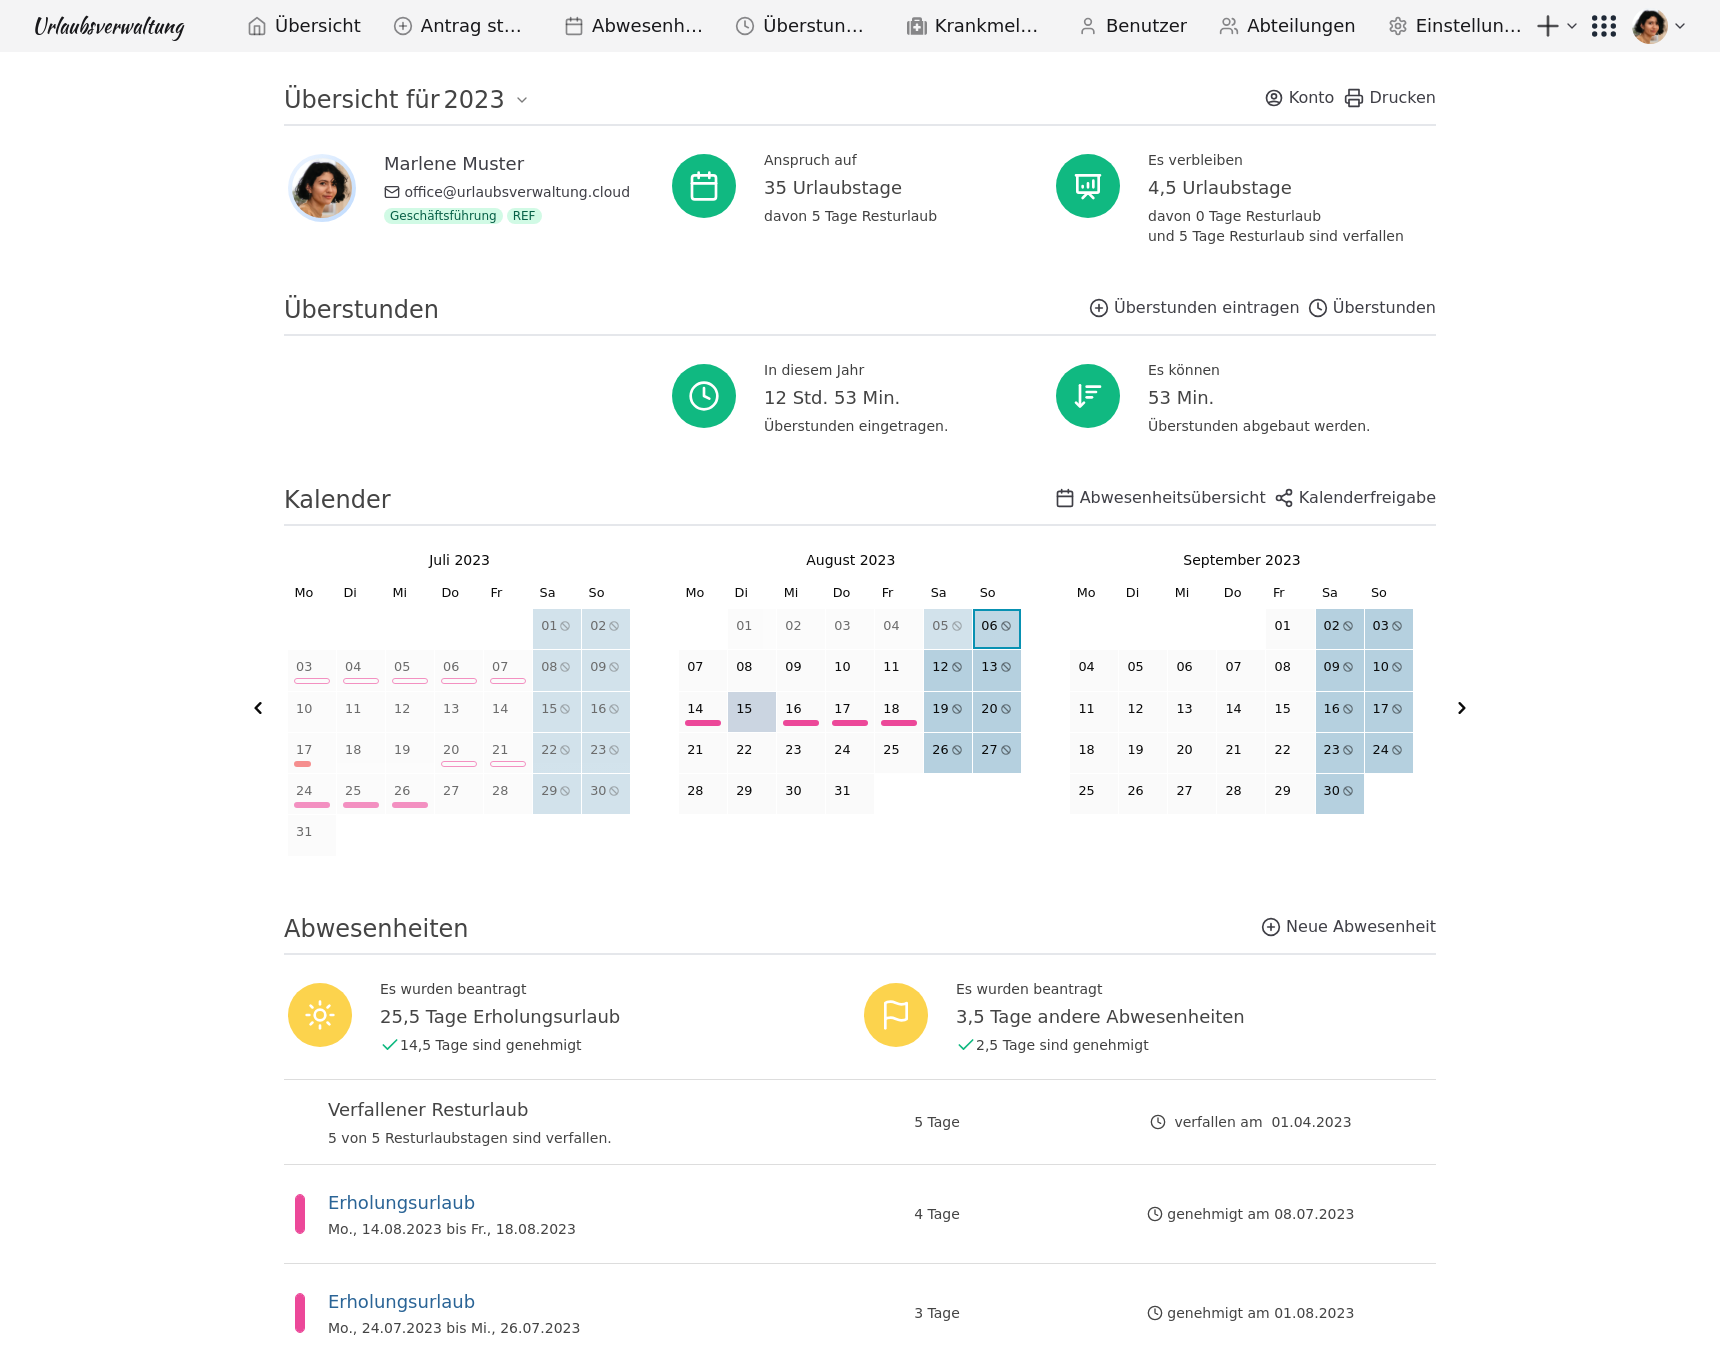 Urlaubsverwaltung Übersicht Antrag st… Abwesenh… Überstun… Krankmel… Benutzer Abteilungen Einstellun…
Übersicht für 2023 Konto Drucken
Marlene Muster
office@urlaubsverwaltung.cloud
Geschäftsführung REF
Anspruch auf
35 Urlaubstage
davon 5 Tage Resturlaub
Es verbleiben
4,5 Urlaubstage
davon 0 Tage Resturlaub
und 5 Tage Resturlaub sind verfallen
Überstunden Überstunden eintragen Überstunden
In diesem Jahr
12 Std. 53 Min.
Überstunden eingetragen.
Es können
53 Min.
Überstunden abgebaut werden.
Kalender Abwesenheitsübersicht Kalenderfreigabe
Juli 2023
Mo Di Mi Do Fr Sa So
01 02
03 04 05 06 07 08 09
10 11 12 13 14 15 16
17 18 19 20 21 22 23
24 25 26 27 28 29 30
31
August 2023
Mo Di Mi Do Fr Sa So
01 02 03 04 05 06
07 08 09 10 11 12 13
14 15 16 17 18 19 20
21 22 23 24 25 26 27
28 29 30 31
September 2023
Mo Di Mi Do Fr Sa So
01 02 03
04 05 06 07 08 09 10
11 12 13 14 15 16 17
18 19 20 21 22 23 24
25 26 27 28 29 30
Abwesenheiten Neue Abwesenheit
Es wurden beantragt
25,5 Tage Erholungsurlaub
14,5 Tage sind genehmigt
Es wurden beantragt
3,5 Tage andere Abwesenheiten
2,5 Tage sind genehmigt
Verfallener Resturlaub
5 von 5 Resturlaubstagen sind verfallen.
5 Tage
verfallen am 01.04.2023
Erholungsurlaub
Mo., 14.08.2023 bis Fr., 18.08.2023
4 Tage
genehmigt am 08.07.2023
Erholungsurlaub
Mo., 24.07.2023 bis Mi., 26.07.2023
3 Tage
genehmigt am 01.08.2023